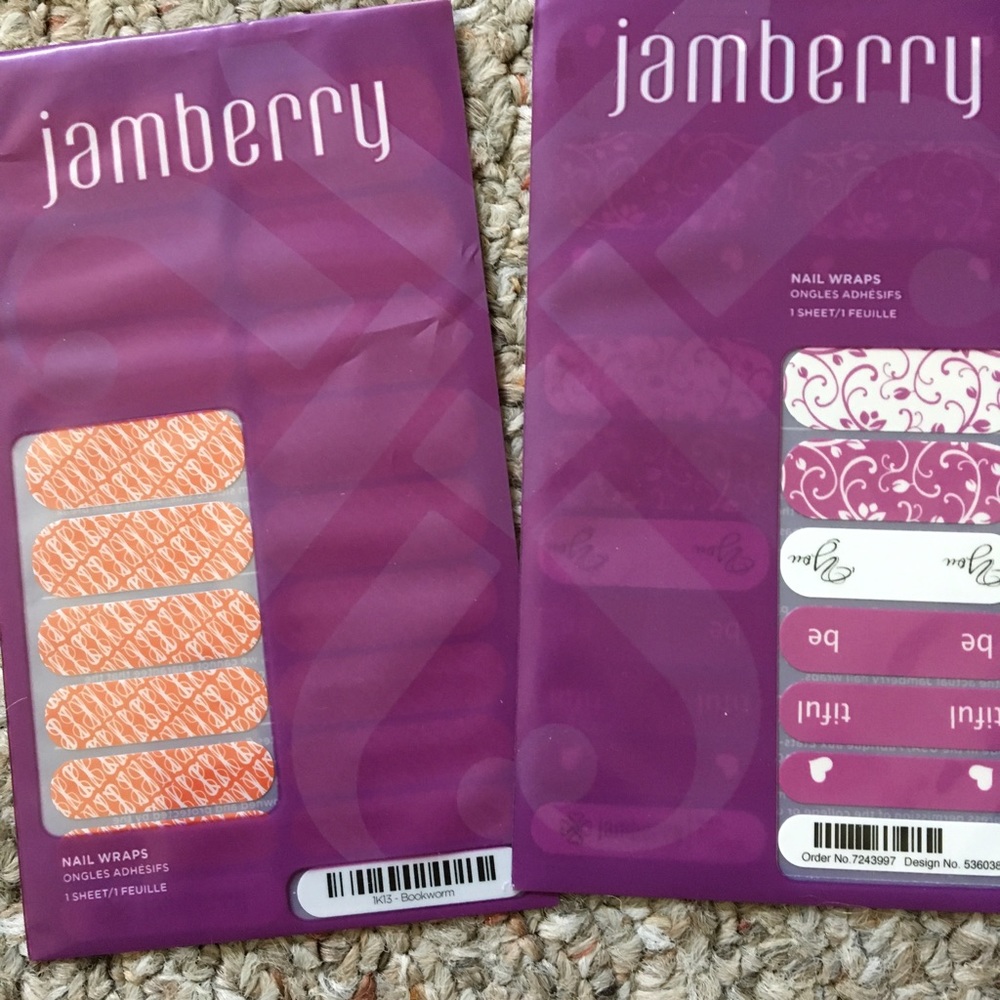 jamberry
NAIL WRAPS
ONGLES ADHÉSIFS
1 SHEET/1 FEUILLE
1K13 - Bookworm
jamberry
NAIL WRAPS
ONGLES ADHÉSIFS
1 SHEET/1 FEUILLE
you you
be be
tiful tiful
Order No.7243997 Design No. 536038